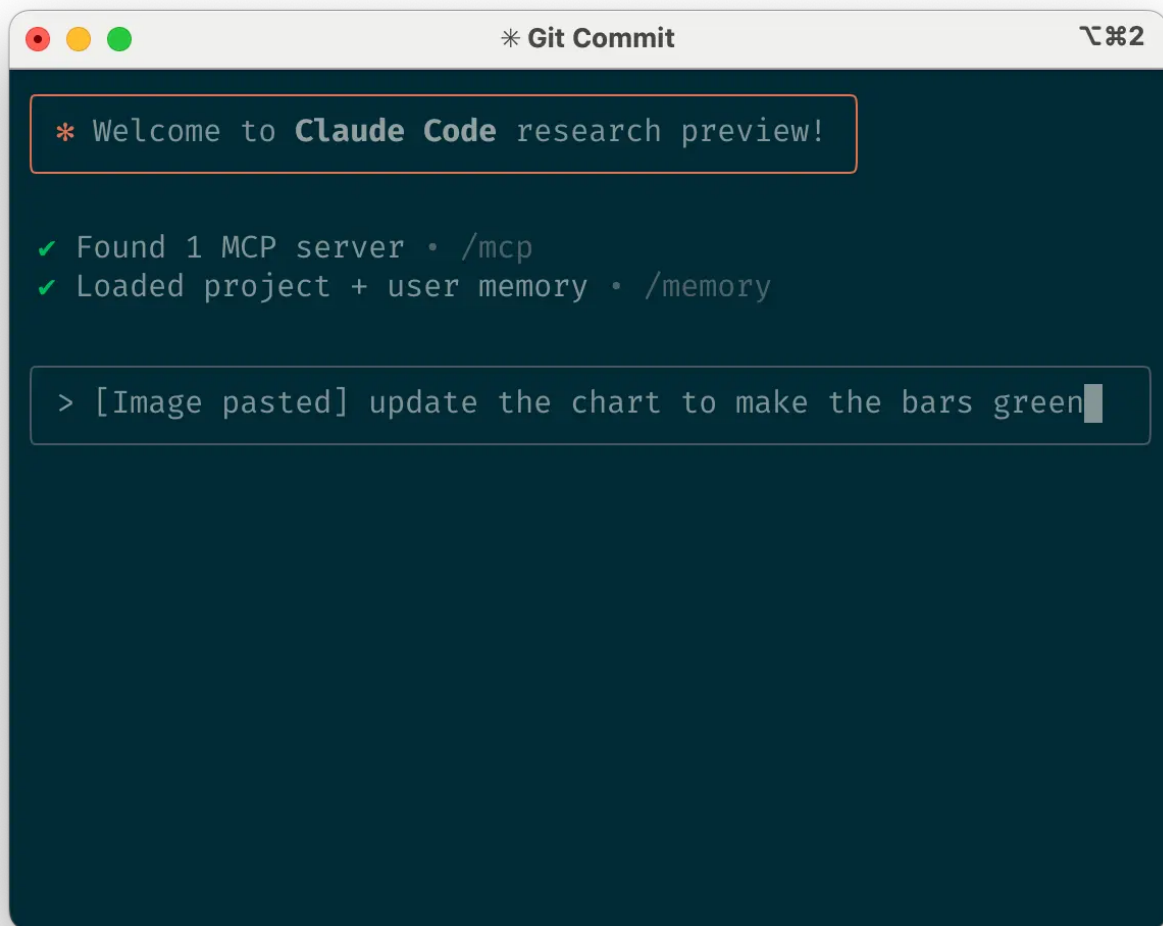 ✳ Git Commit ⌥⌘2
✻ Welcome to Claude Code research preview!
✔ Found 1 MCP server • /mcp
✔ Loaded project + user memory • /memory
> [Image pasted] update the chart to make the bars green